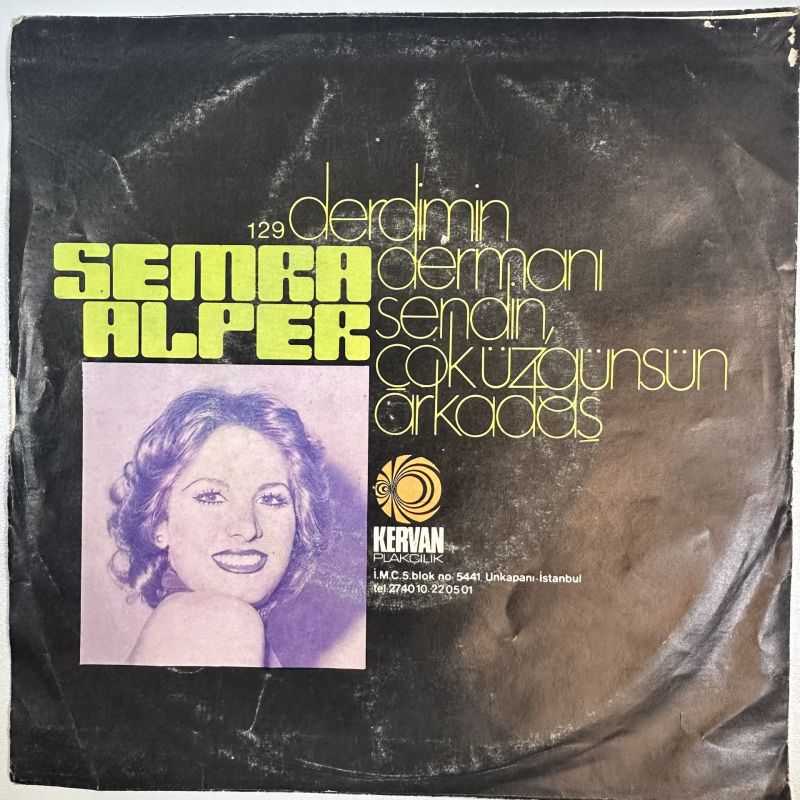 129 derdimin
SEMRA dermanı
ALPER sendin,
çok üzgünsün
arkadaş
KERVAN
PLAKÇILIK
İ.M.C.5.blok no 5441 Unkapanı-İstanbul
tel.274010 220501